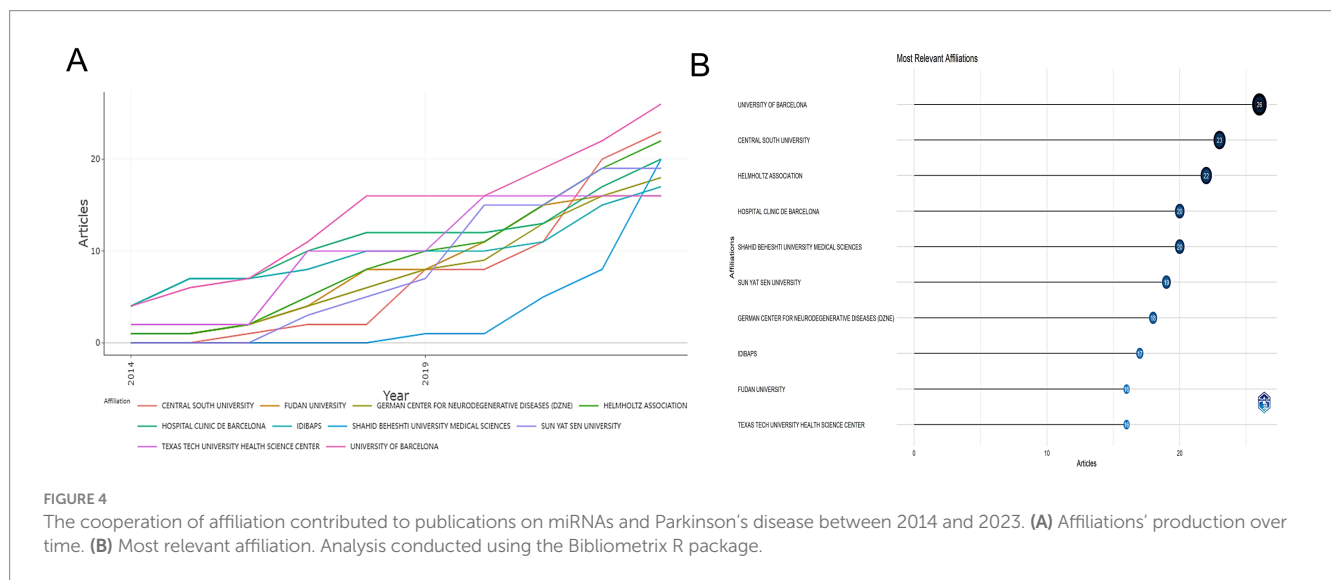 A
Articles
20
10
0
2014
2019
Year
Affiliation
CENTRAL SOUTH UNIVERSITY FUDAN UNIVERSITY GERMAN CENTER FOR NEURODEGENERATIVE DISEASES (DZNE) HELMHOLTZ ASSOCIATION
HOSPITAL CLINIC DE BARCELONA IDIBAPS SHAHID BEHESHTI UNIVERSITY MEDICAL SCIENCES SUN YAT SEN UNIVERSITY
TEXAS TECH UNIVERSITY HEALTH SCIENCE CENTER UNIVERSITY OF BARCELONA
B
Most Relevant Affiliations
Affiliations
UNIVERSITY OF BARCELONA 26
CENTRAL SOUTH UNIVERSITY 23
HELMHOLTZ ASSOCIATION 22
HOSPITAL CLINIC DE BARCELONA 20
SHAHID BEHESHTI UNIVERSITY MEDICAL SCIENCES 20
SUN YAT SEN UNIVERSITY 19
GERMAN CENTER FOR NEURODEGENERATIVE DISEASES (DZNE) 18
IDIBAPS 17
FUDAN UNIVERSITY 16
TEXAS TECH UNIVERSITY HEALTH SCIENCE CENTER 16
0 10 20
Articles
FIGURE 4
The cooperation of affiliation contributed to publications on miRNAs and Parkinson's disease between 2014 and 2023. (A) Affiliations' production over
time. (B) Most relevant affiliation. Analysis conducted using the Bibliometrix R package.